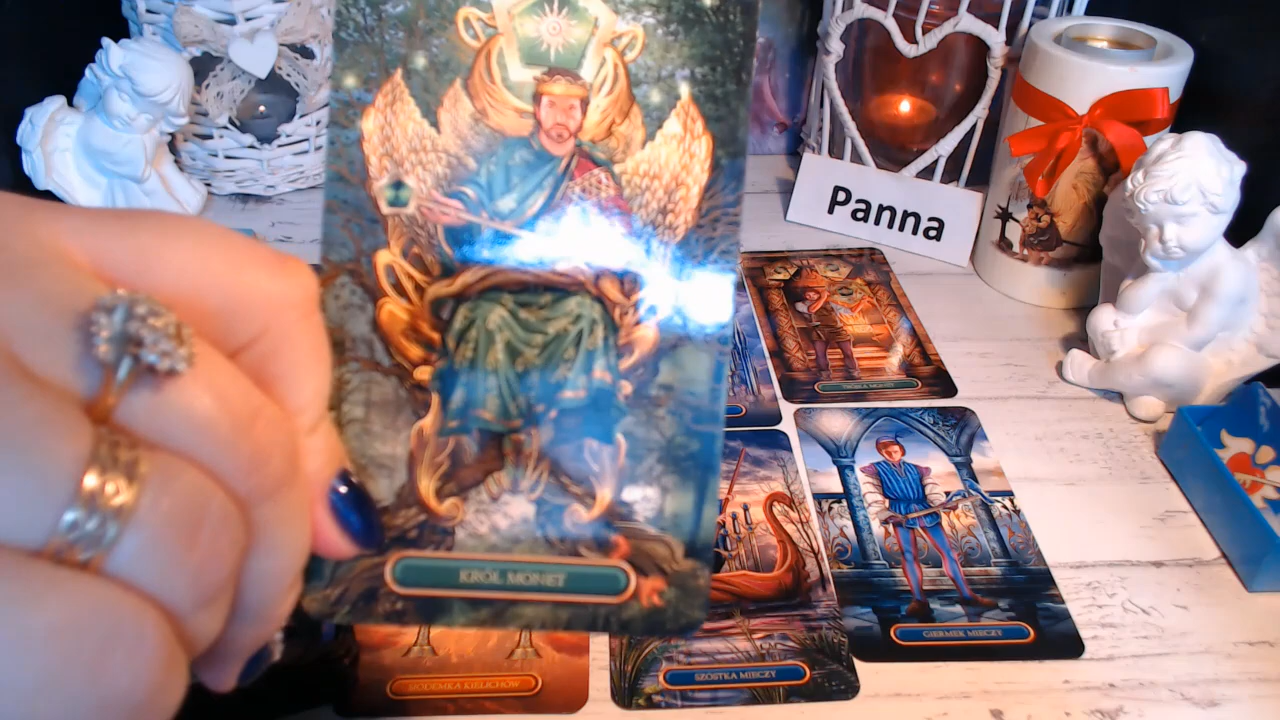 Panna
TRÓJKA MONET
KRÓL MONET
GIERMEK MIECZY
SZÓSTKA MIECZY
SIÓDEMKA KIELICHÓW